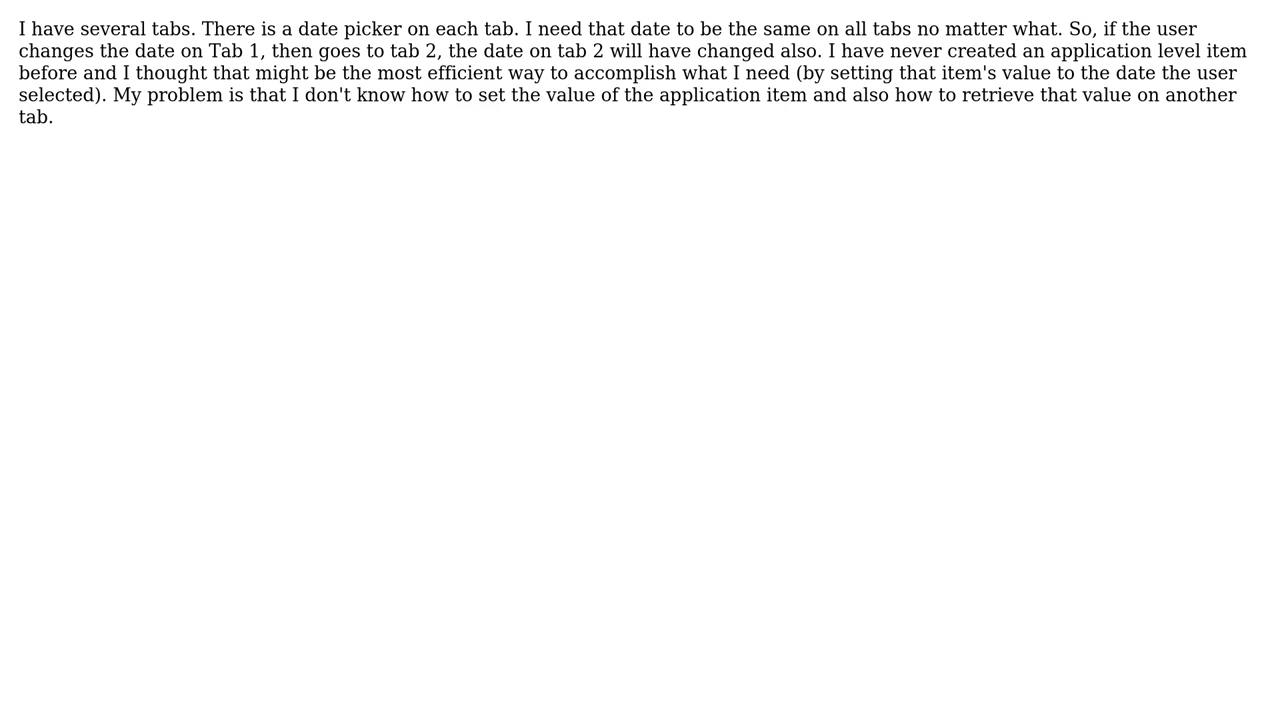 I have several tabs. There is a date picker on each tab. I need that date to be the same on all tabs no matter what. So, if the user
changes the date on Tab 1, then goes to tab 2, the date on tab 2 will have changed also. I have never created an application level item
before and I thought that might be the most efficient way to accomplish what I need (by setting that item's value to the date the user
selected). My problem is that I don't know how to set the value of the application item and also how to retrieve that value on another
tab.